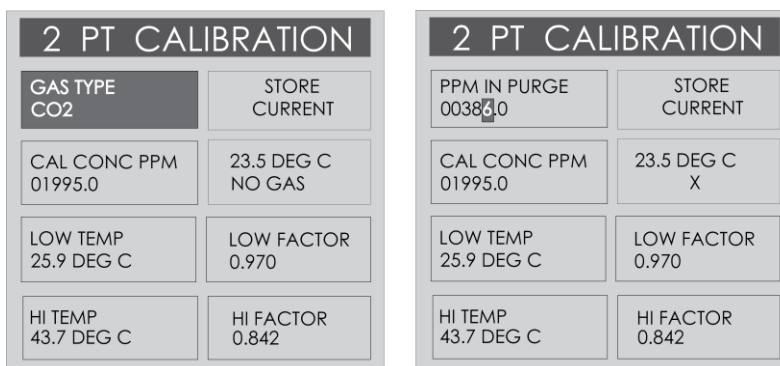 2 PT CALIBRATION
GAS TYPE
CO2
STORE
CURRENT
CAL CONC PPM
01995.0
23.5 DEG C
NO GAS
LOW TEMP
25.9 DEG C
LOW FACTOR
0.970
HI TEMP
43.7 DEG C
HI FACTOR
0.842
2 PT CALIBRATION
PPM IN PURGE
00386.0
STORE
CURRENT
CAL CONC PPM
01995.0
23.5 DEG C
X
LOW TEMP
25.9 DEG C
LOW FACTOR
0.970
HI TEMP
43.7 DEG C
HI FACTOR
0.842